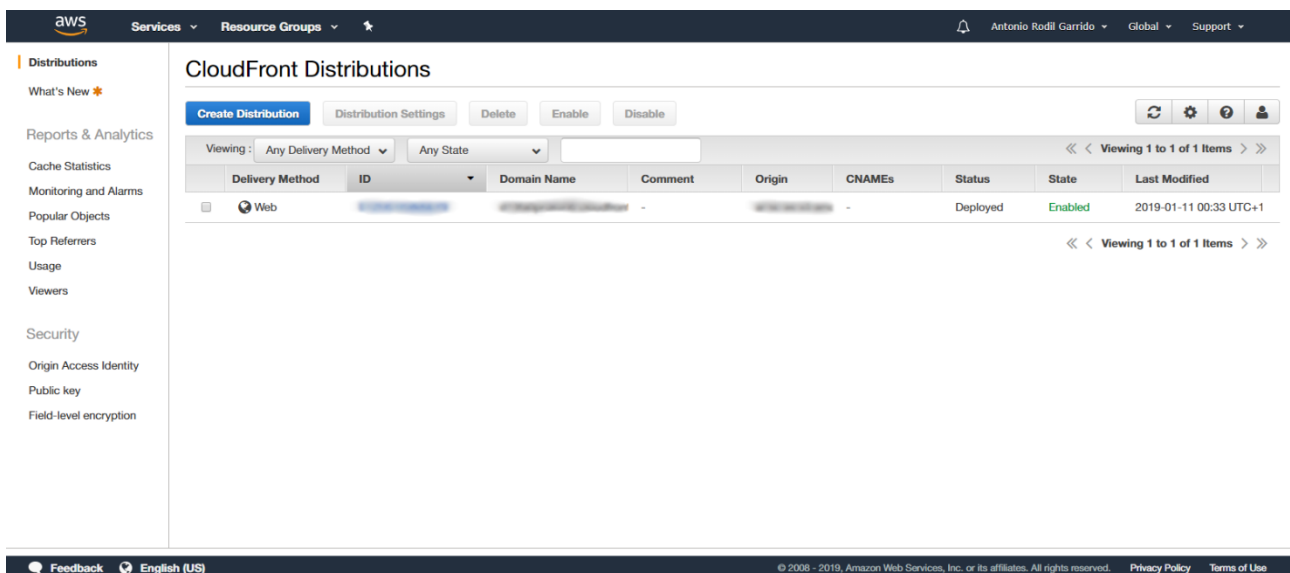 aws Services Resource Groups Antonio Rodil Garrido Global Support
Distributions
What's New
Reports & Analytics
Cache Statistics
Monitoring and Alarms
Popular Objects
Top Referrers
Usage
Viewers
Security
Origin Access Identity
Public key
Field-level encryption
CloudFront Distributions
Create Distribution Distribution Settings Delete Enable Disable
Viewing : Any Delivery Method Any State Viewing 1 to 1 of 1 Items
Delivery Method ID Domain Name Comment Origin CNAMEs Status State Last Modified
Web - - Deployed Enabled 2019-01-11 00:33 UTC+1
Viewing 1 to 1 of 1 Items
Feedback English (US) © 2008 - 2019, Amazon Web Services, Inc. or its affiliates. All rights reserved. Privacy Policy Terms of Use